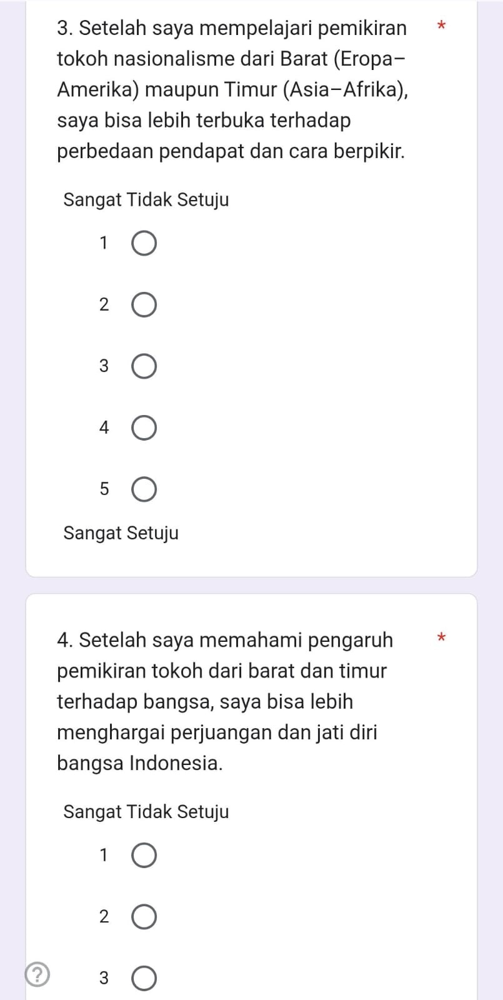 3. Setelah saya mempelajari pemikiran *
tokoh nasionalisme dari Barat (Eropa–
Amerika) maupun Timur (Asia–Afrika),
saya bisa lebih terbuka terhadap
perbedaan pendapat dan cara berpikir.
Sangat Tidak Setuju
1
2
3
4
5
Sangat Setuju
4. Setelah saya memahami pengaruh *
pemikiran tokoh dari barat dan timur
terhadap bangsa, saya bisa lebih
menghargai perjuangan dan jati diri
bangsa Indonesia.
Sangat Tidak Setuju
1
2
? 3